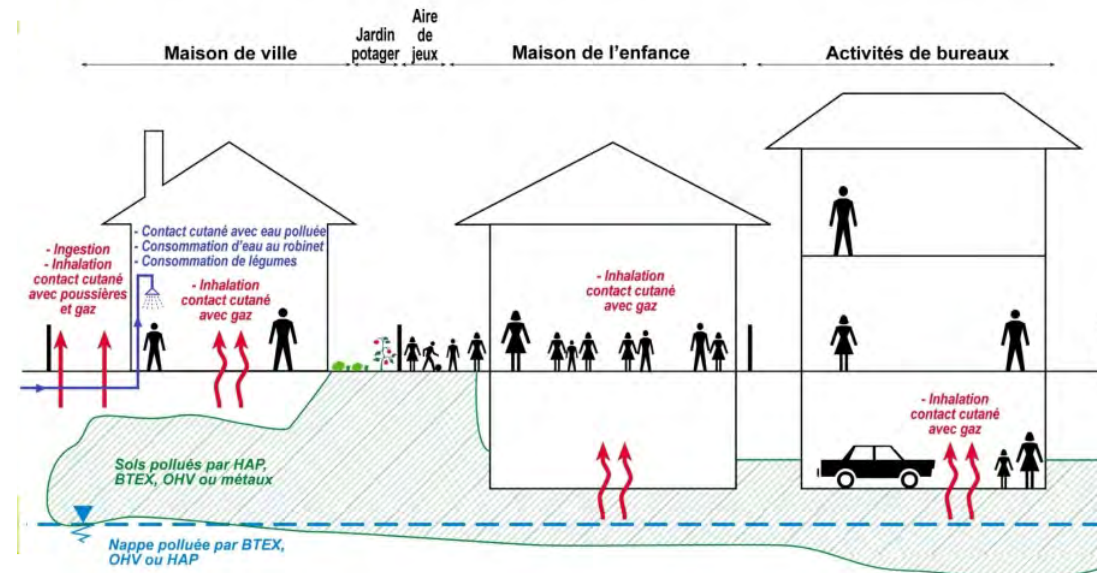 Maison de ville
Jardin
potager
Aire
de
jeux
Maison de l'enfance
Activités de bureaux
- Ingestion
- Inhalation
contact cutané
avec poussières
et gaz
- Contact cutané avec eau polluée
- Consommation d'eau au robinet
- Consommation de légumes
- Inhalation
contact cutané
avec gaz
- Inhalation
contact cutané
avec gaz
- Inhalation
contact cutané
avec gaz
Sols pollués par HAP,
BTEX, OHV ou métaux
Nappe polluée par BTEX,
OHV ou HAP